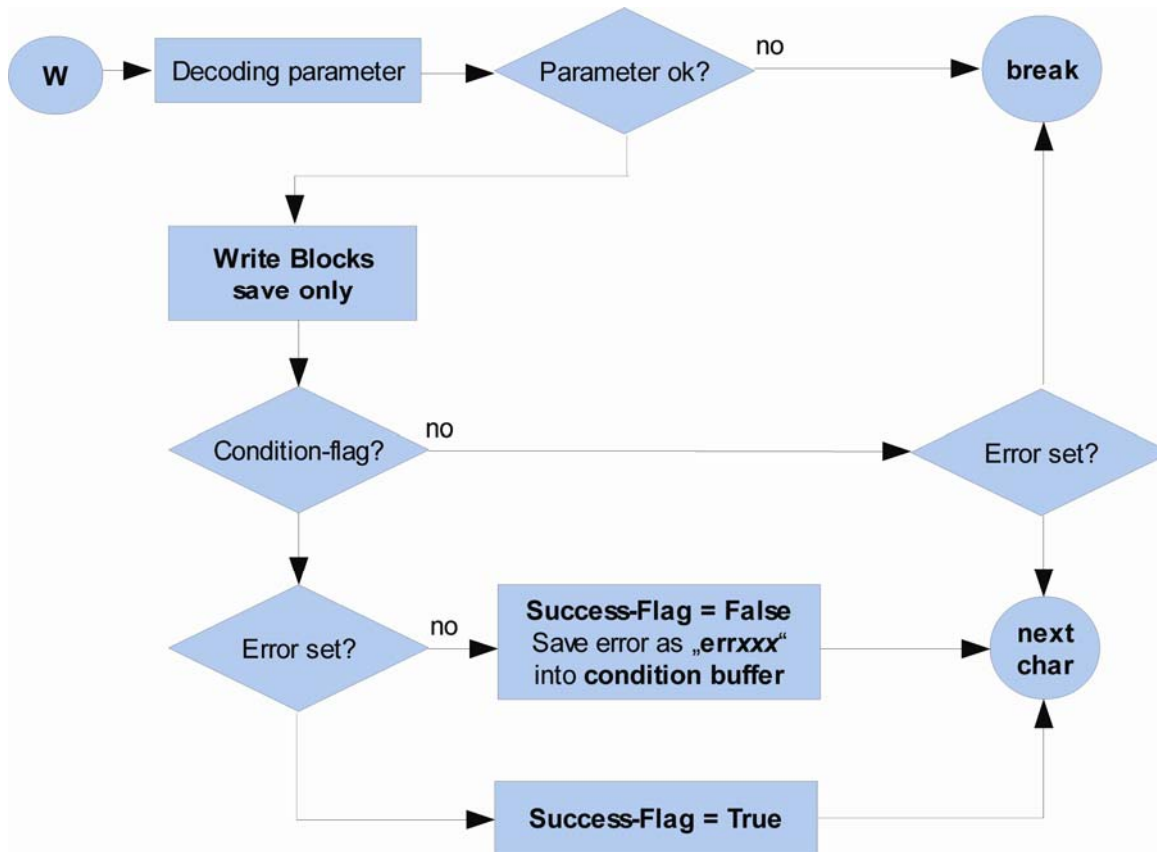 W
Decoding parameter
Parameter ok?
no
break
Write Blocks
save only
Condition-flag?
no
Error set?
Error set?
no
Success-Flag = False
Save error as „errxxx“
into condition buffer
next
char
Success-Flag = True